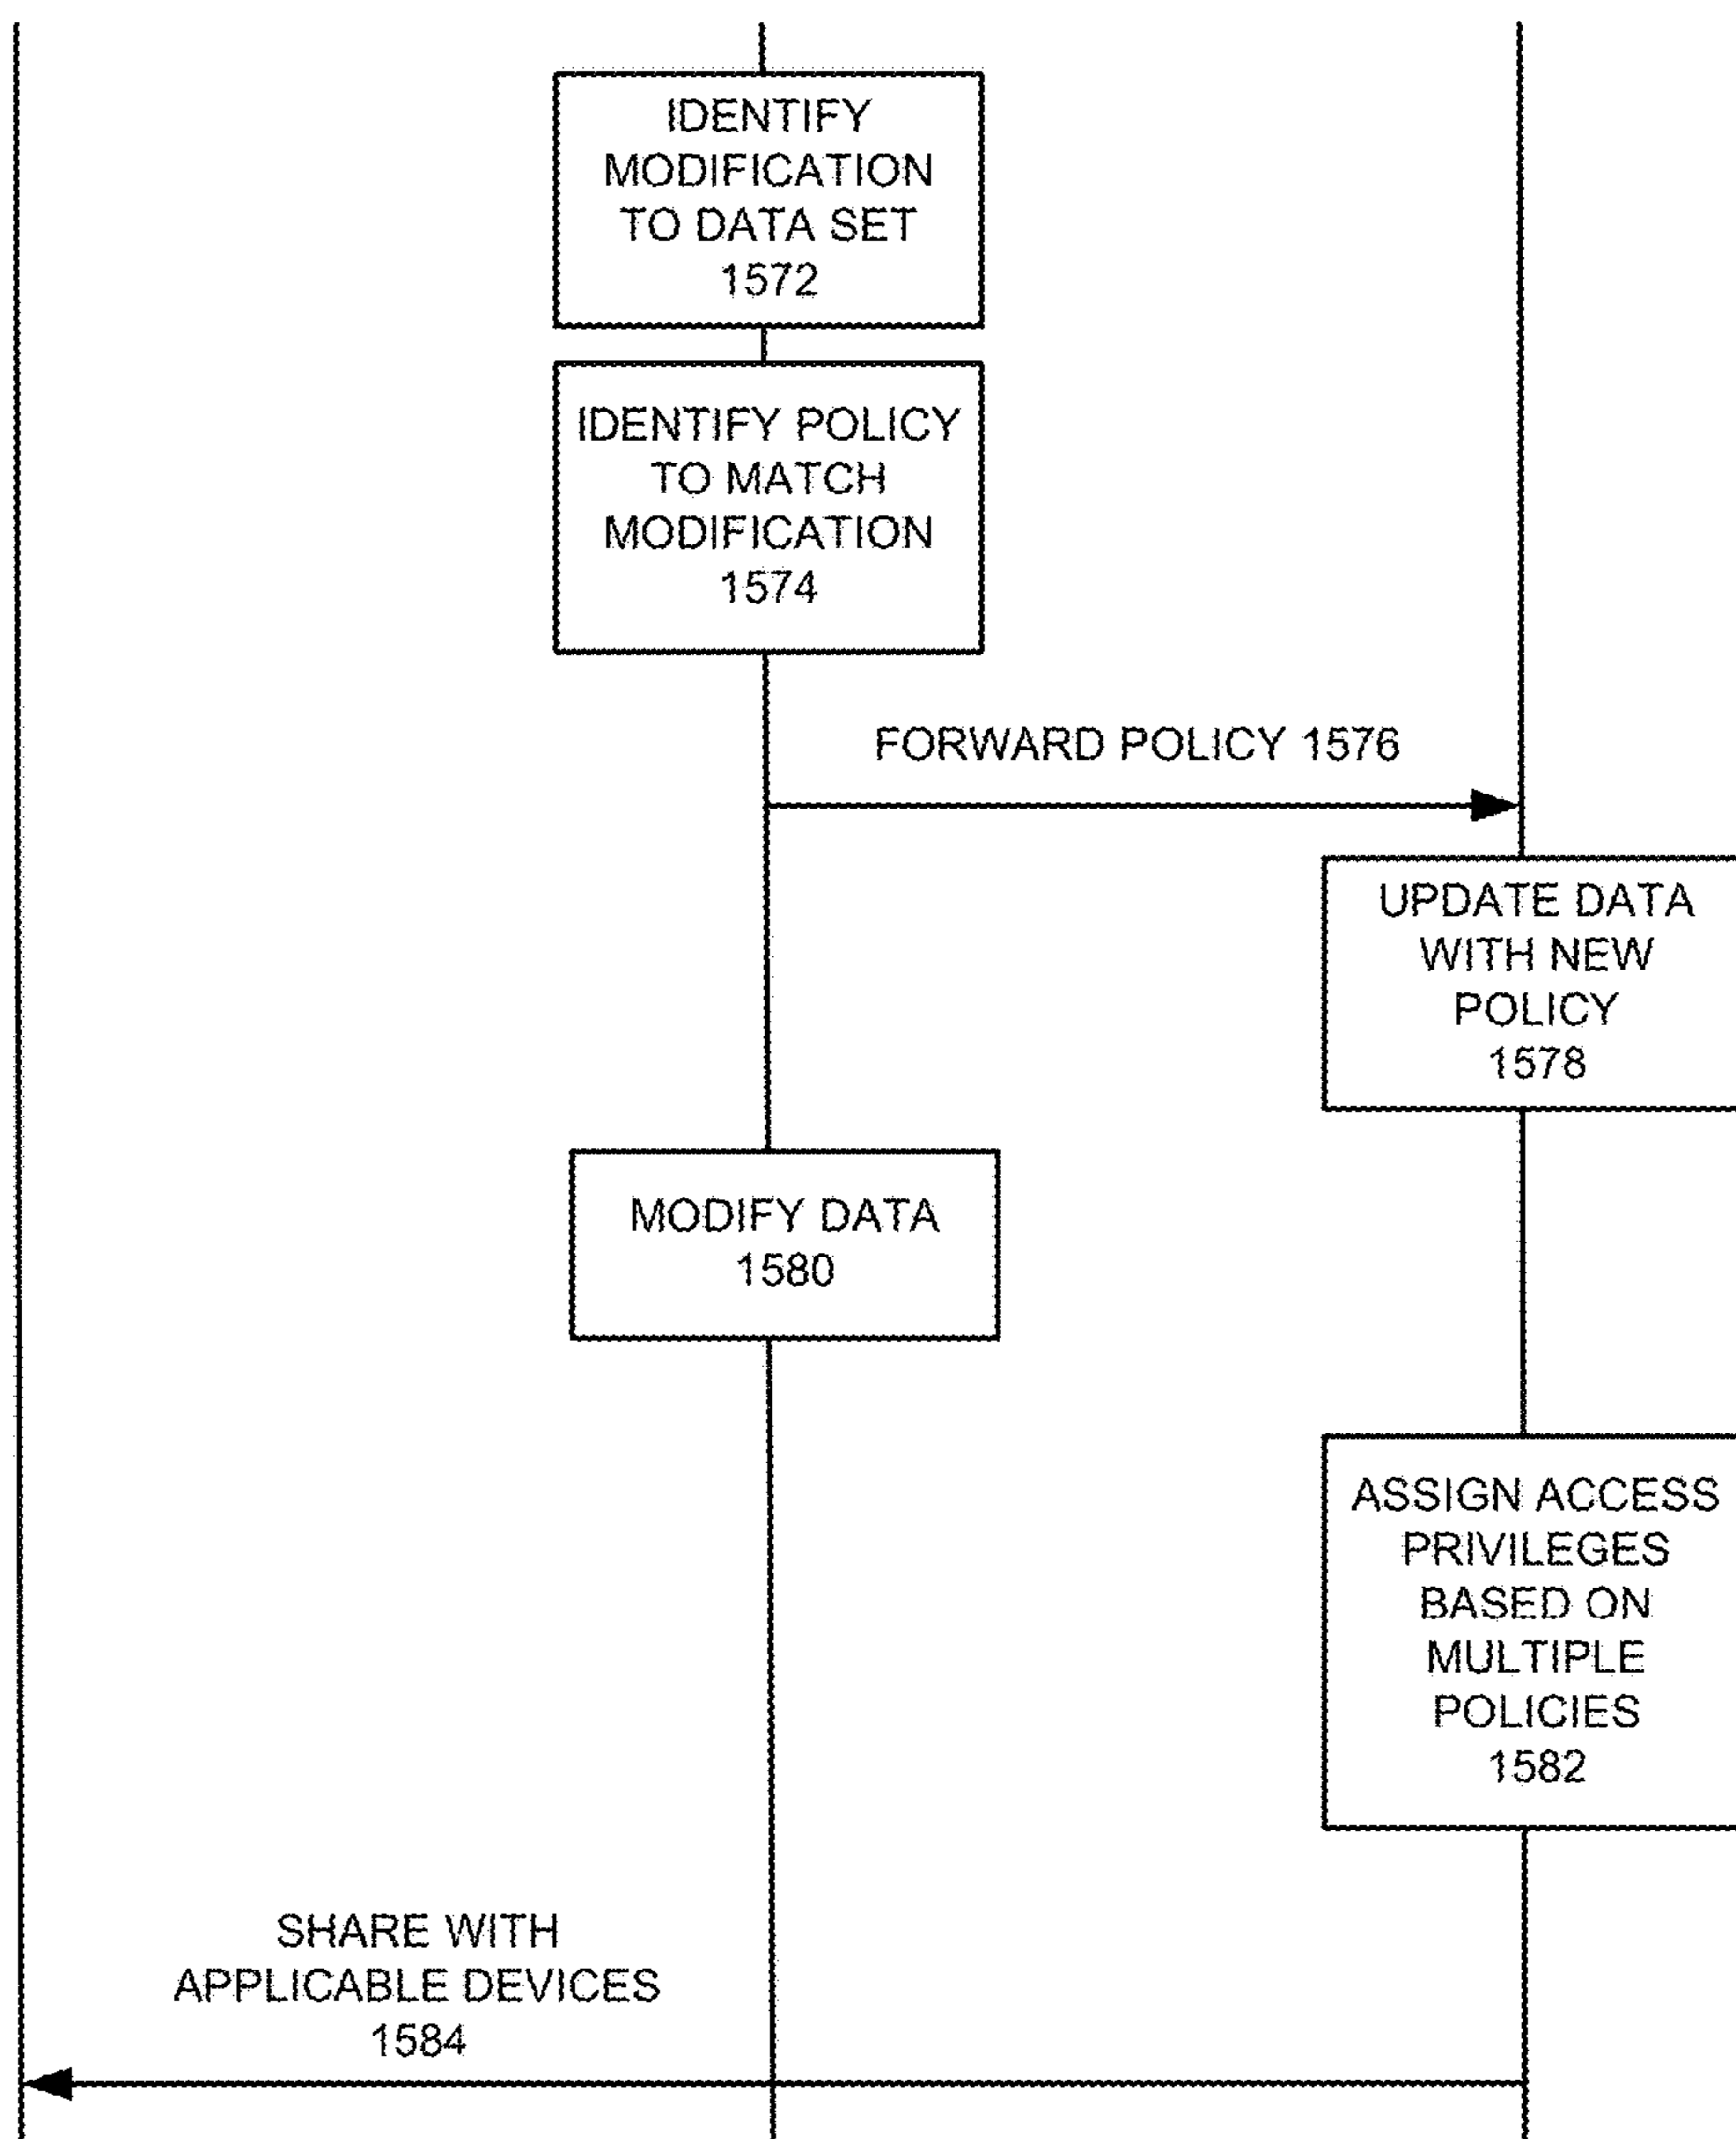 IDENTIFY
MODIFICATION
TO DATA SET
1572
IDENTIFY POLICY
TO MATCH
MODIFICATION
1574
FORWARD POLICY 1576
UPDATE DATA
WITH NEW
POLICY
1578
MODIFY DATA
1580
ASSIGN ACCESS
PRIVILEGES
BASED ON
MULTIPLE
POLICIES
1582
SHARE WITH
APPLICABLE DEVICES
1584